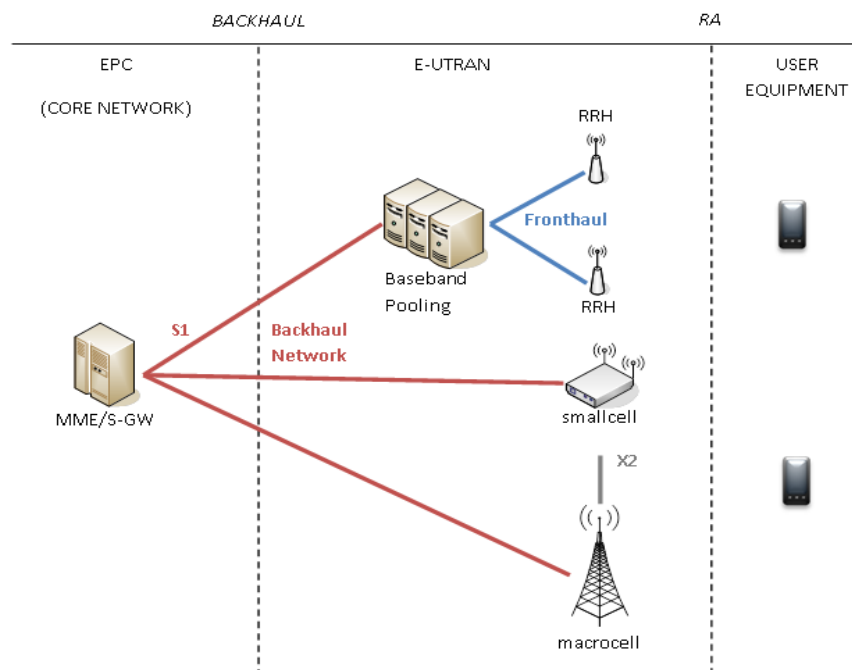 BACKHAUL
RA
EPC
(CORE NETWORK)
E-UTRAN
USER
EQUIPMENT
RRH
Fronthaul
Baseband
Pooling
RRH
S1
Backhaul
Network
MME/S-GW
smallcell
X2
macrocell